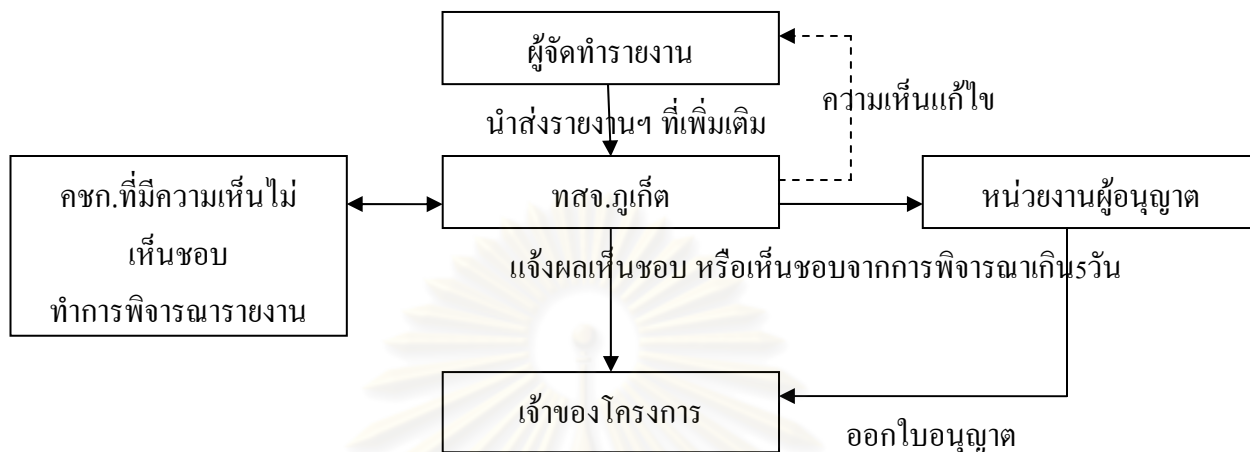 ผู้จัดทำรายงาน
ความเห็นแก้ไข
นำส่งรายงานฯ ที่เพิ่มเติม
คชก.ที่มีความเห็นไม่
เห็นชอบ
ทำการพิจารณารายงาน
ทสจ.ภูเก็ต
หน่วยงานผู้อนุญาต
แจ้งผลเห็นชอบ หรือเห็นชอบจากการพิจารณาเกิน5วัน
เจ้าของโครงการ
ออกใบอนุญาต